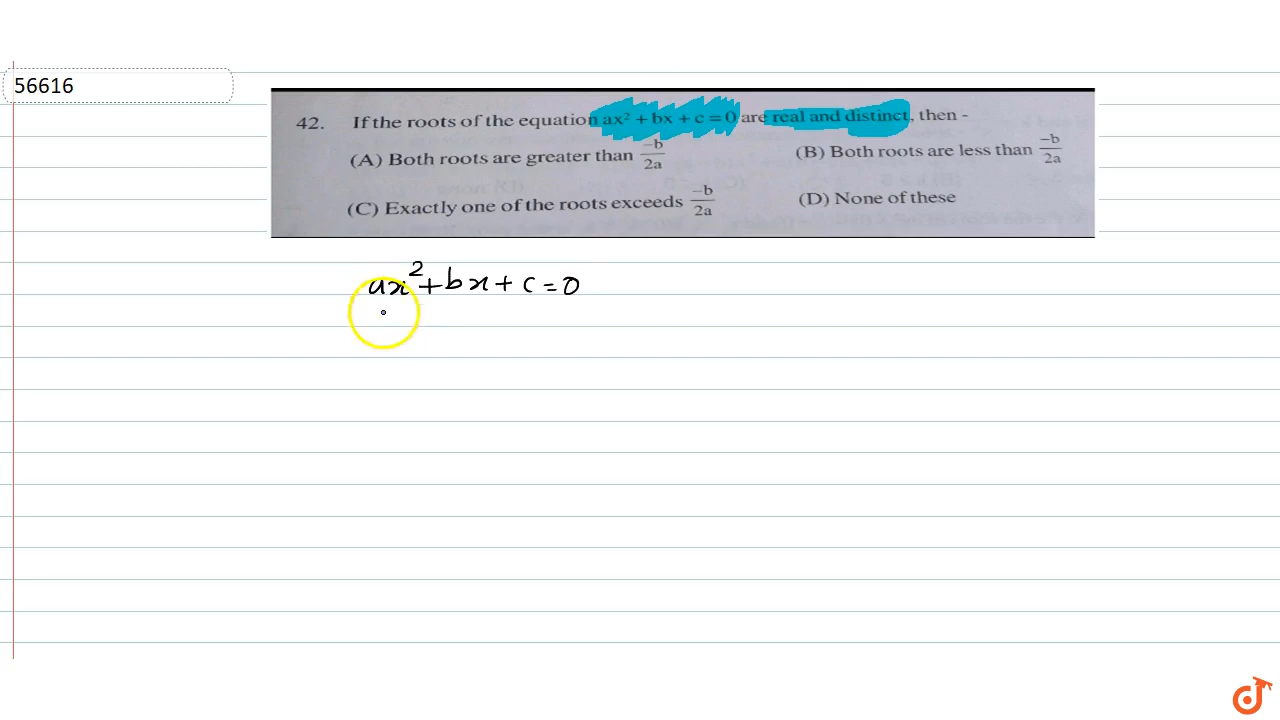 56616
42. If the roots of the equation ax² + bx + c = 0 are real and distinct, then -
(A) Both roots are greater than -b/2a (B) Both roots are less than -b/2a
(C) Exactly one of the roots exceeds -b/2a (D) None of these
ax² + bx + c = 0